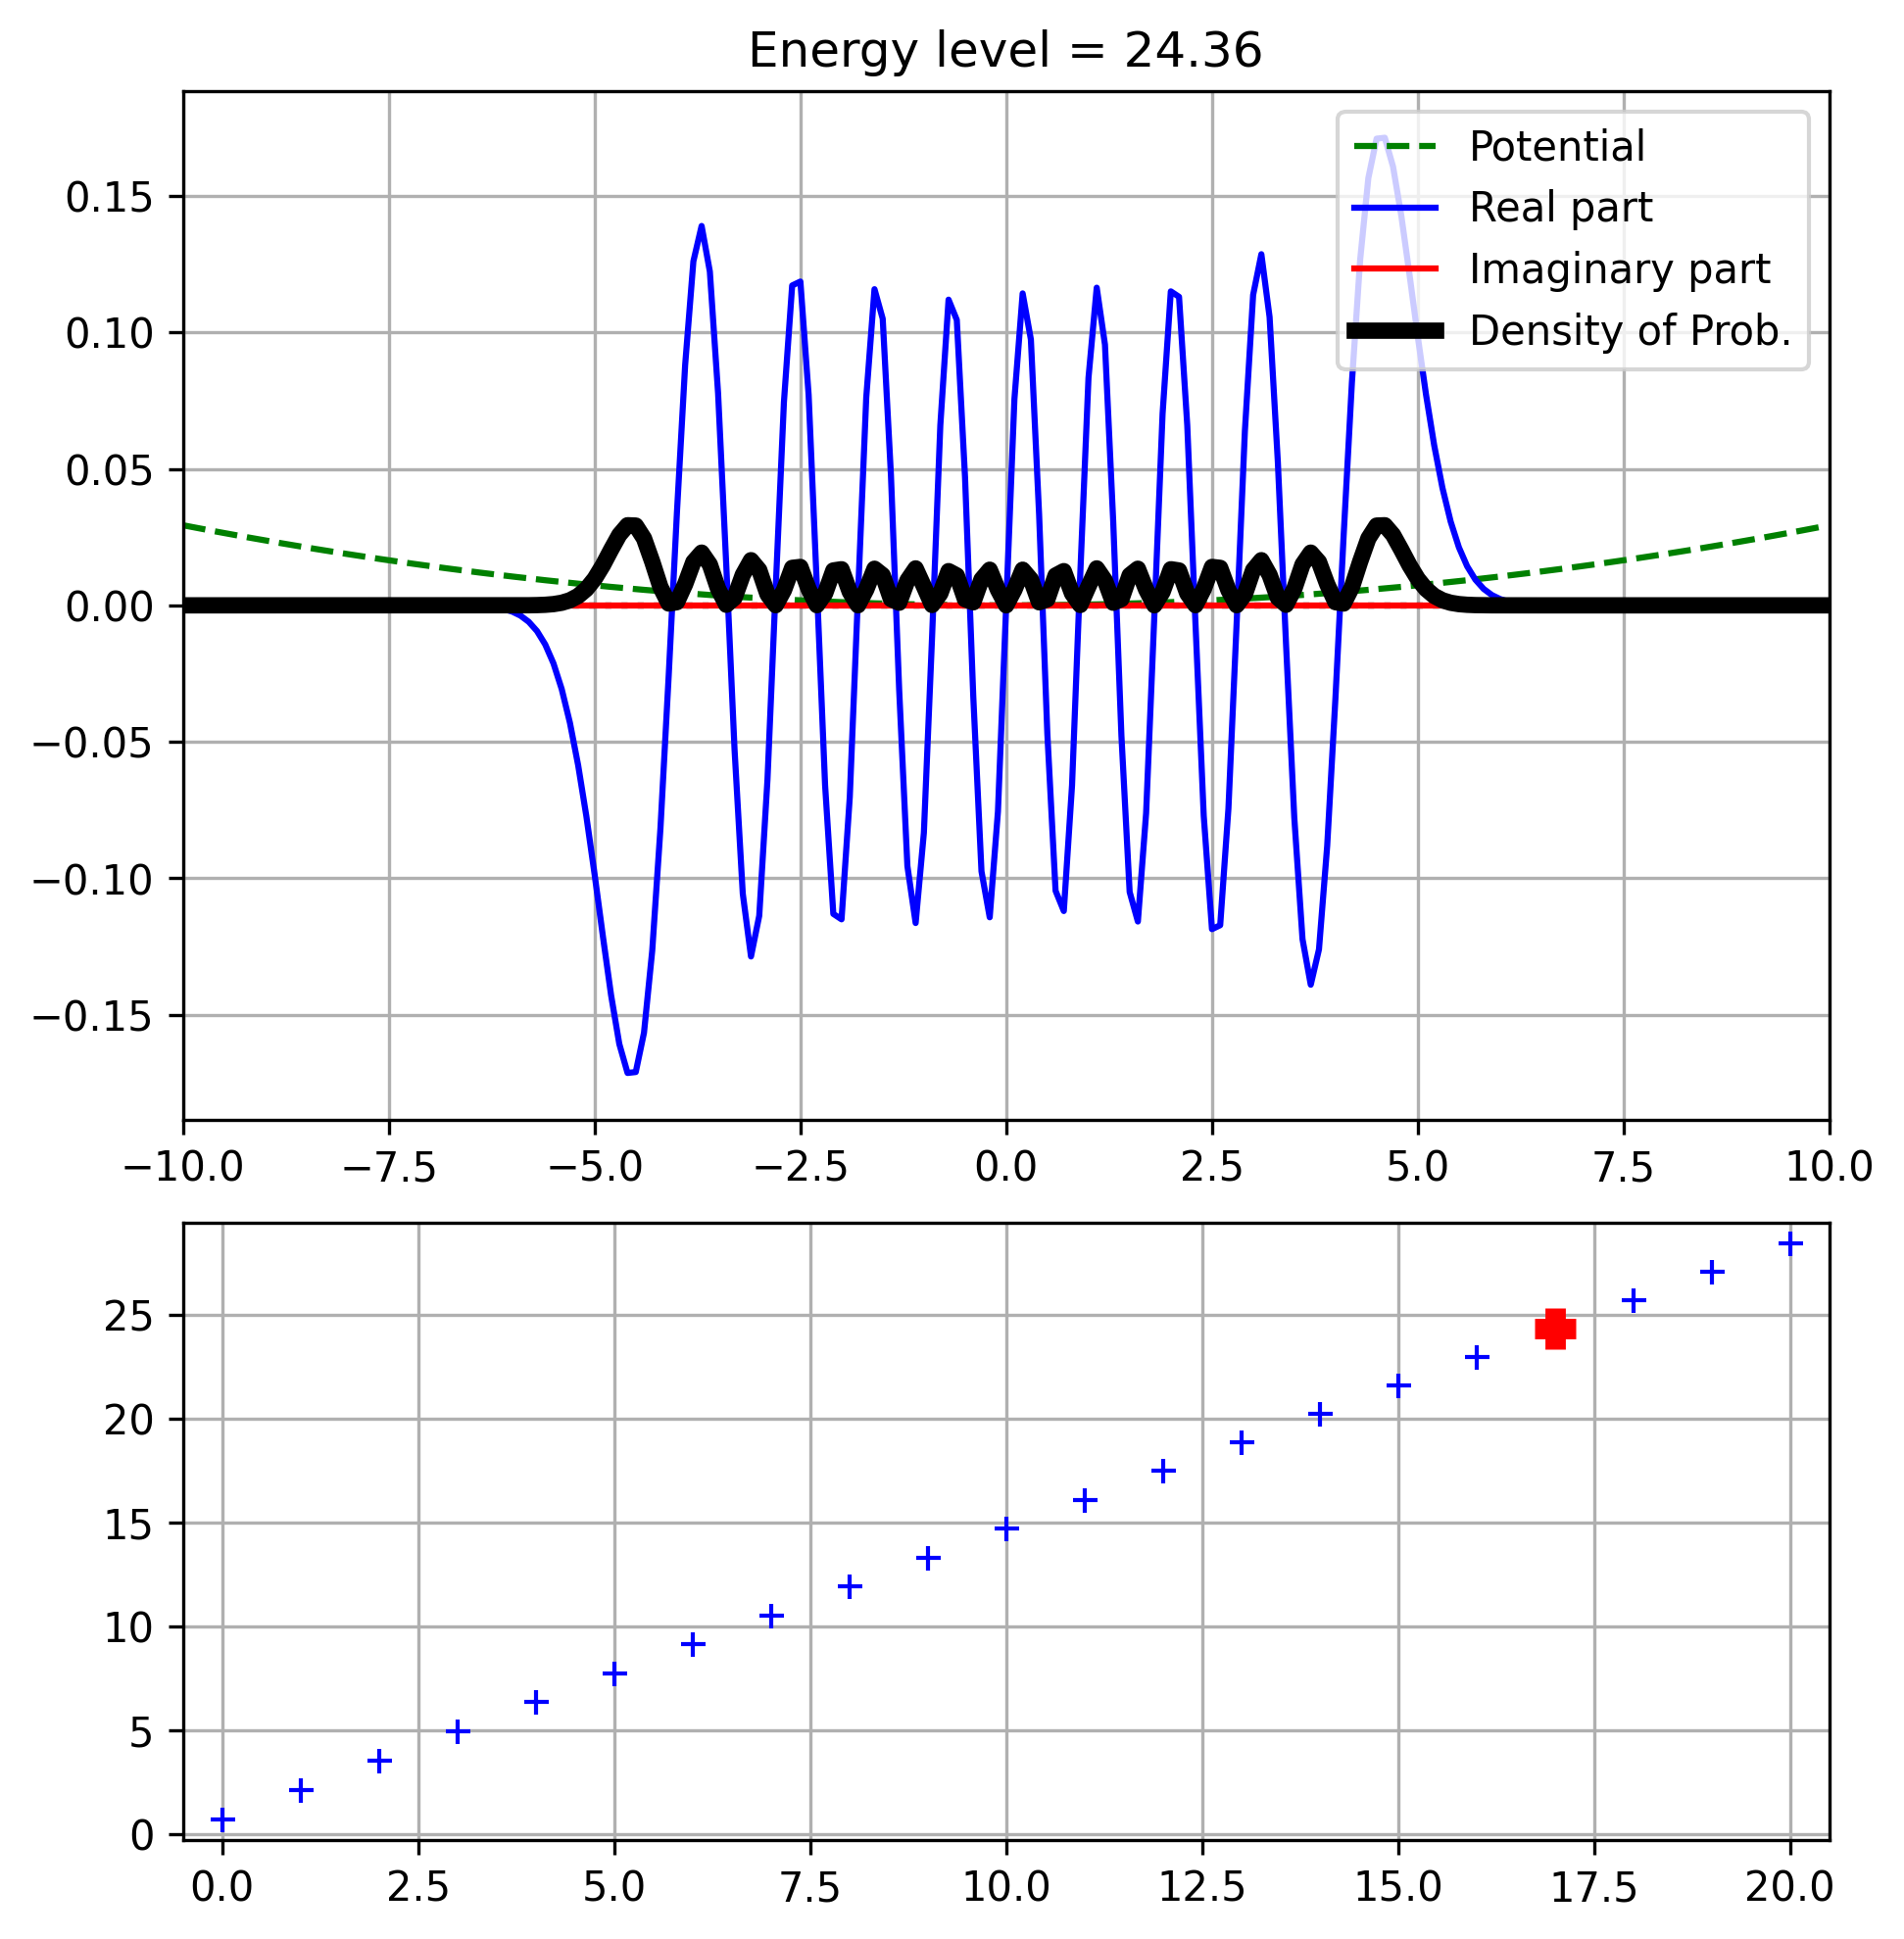 Energy level = 24.36
Potential
Real part
Imaginary part
Density of Prob.
0.15
0.10
0.05
0.00
−0.05
−0.10
−0.15
−10.0 −7.5 −5.0 −2.5 0.0 2.5 5.0 7.5 10.0
25
20
15
10
5
0
0.0 2.5 5.0 7.5 10.0 12.5 15.0 17.5 20.0